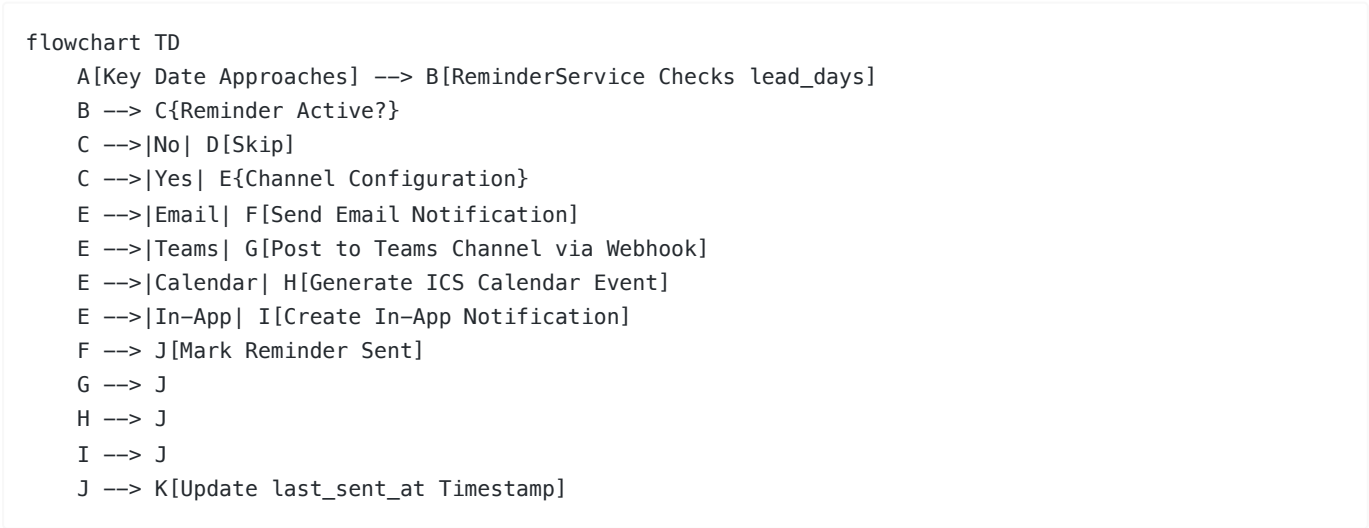 flowchart TD
    A[Key Date Approaches] --> B[ReminderService Checks lead_days]
    B --> C{Reminder Active?}
    C -->|No| D[Skip]
    C -->|Yes| E{Channel Configuration}
    E -->|Email| F[Send Email Notification]
    E -->|Teams| G[Post to Teams Channel via Webhook]
    E -->|Calendar| H[Generate ICS Calendar Event]
    E -->|In-App| I[Create In-App Notification]
    F --> J[Mark Reminder Sent]
    G --> J
    H --> J
    I --> J
    J --> K[Update last_sent_at Timestamp]